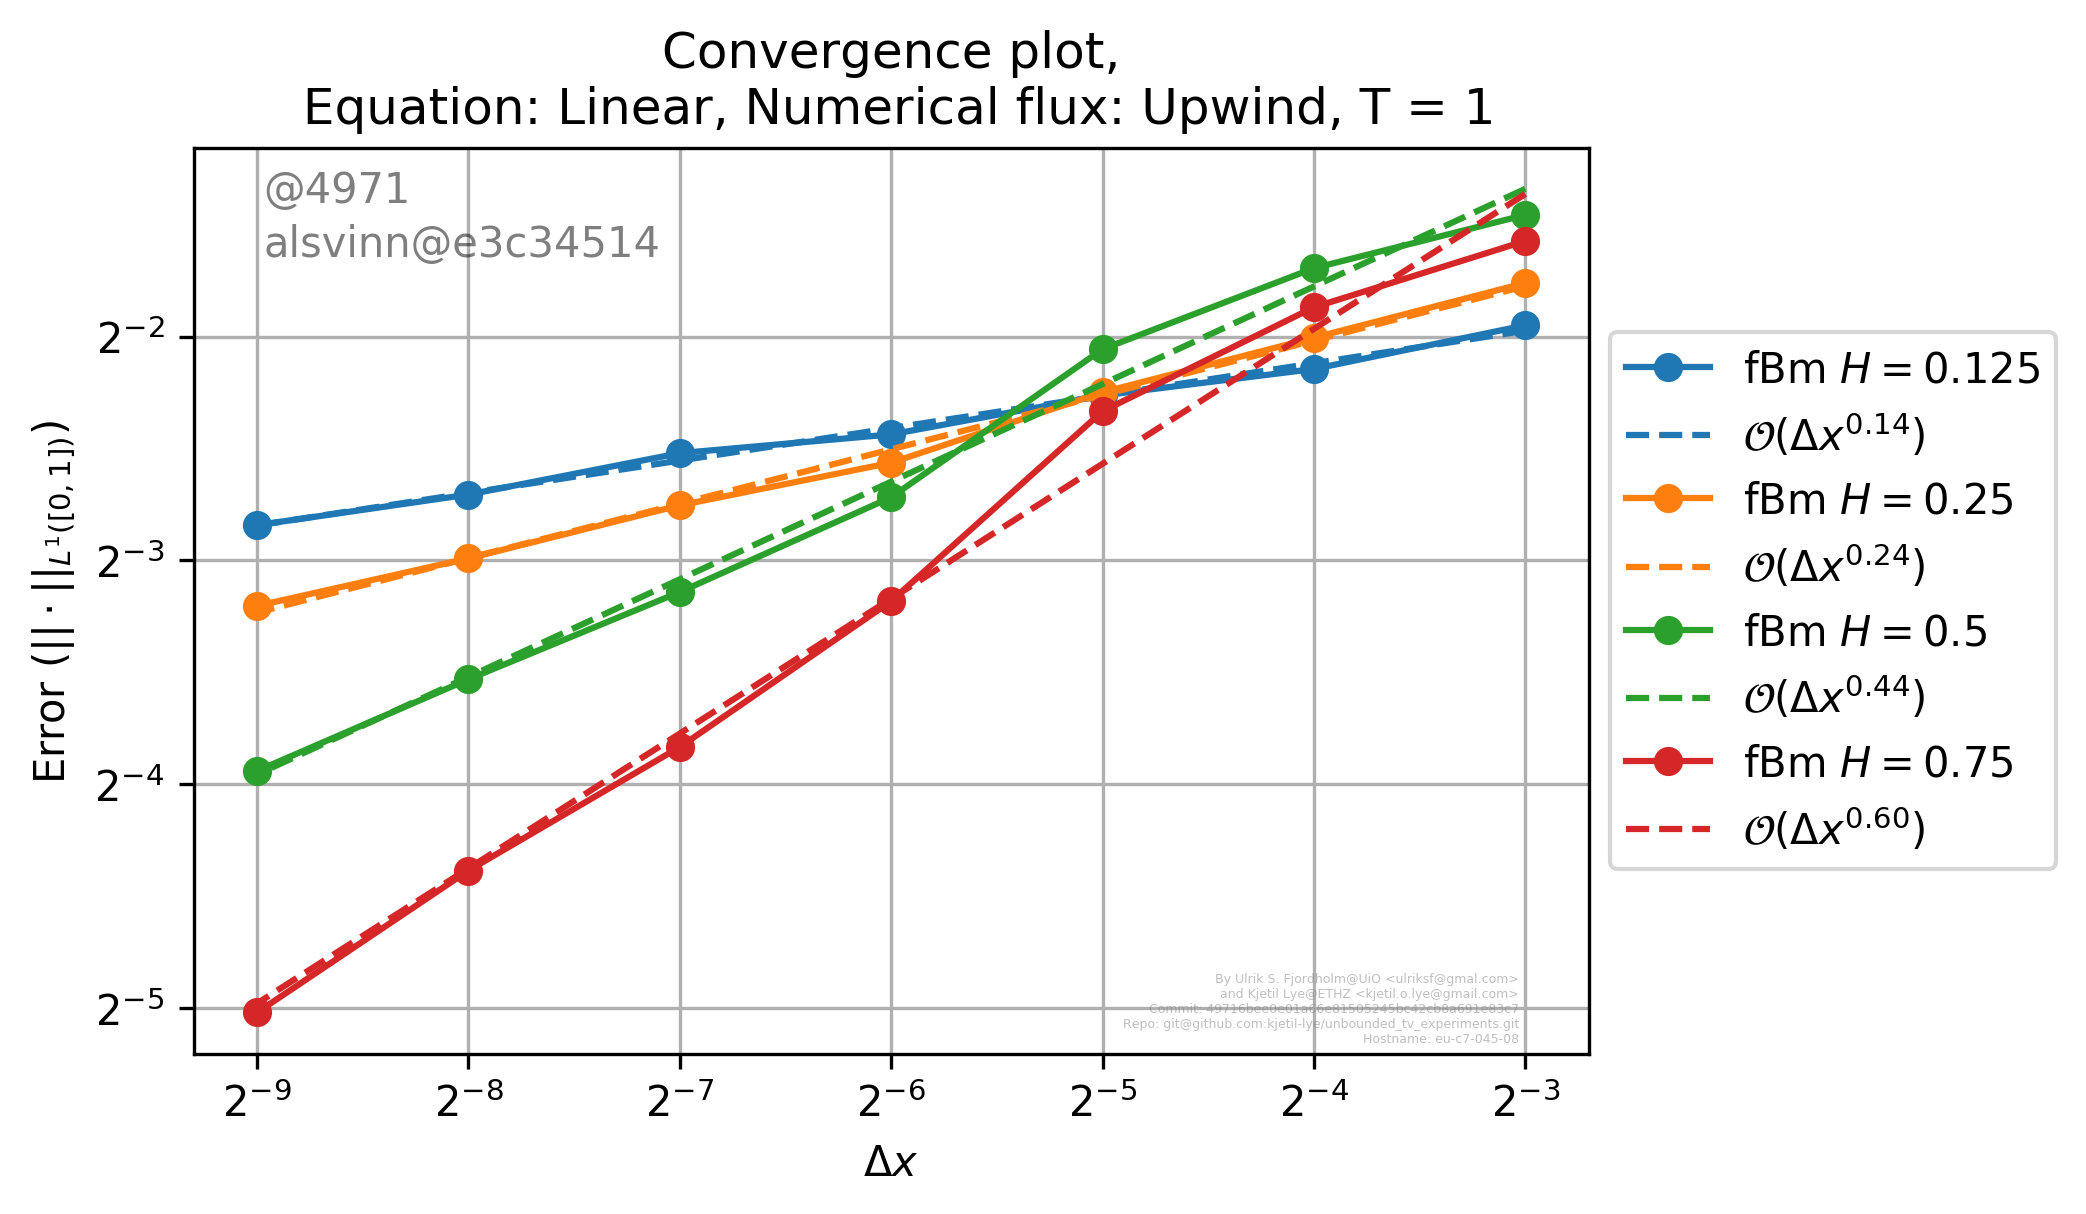 Convergence plot,
Equation: Linear, Numerical flux: Upwind, T = 1
@4971
alsvinn@e3c34514
2⁻²
2⁻³
2⁻⁴
2⁻⁵
Error (|| · ||_{L¹([0, 1])})
2⁻⁹ 2⁻⁸ 2⁻⁷ 2⁻⁶ 2⁻⁵ 2⁻⁴ 2⁻³
Δx
fBm H = 0.125
𝒪(Δx^{0.14})
fBm H = 0.25
𝒪(Δx^{0.24})
fBm H = 0.5
𝒪(Δx^{0.44})
fBm H = 0.75
𝒪(Δx^{0.60})
By Ulrik S. Fjordholm@UiO <ulriksf@gmal.com>
and Kjetil Lye@ETHZ <kjetil.o.lye@gmail.com>
Commit:
Repo: git@github.com:kjetil-lye/unbounded_tv_experiments.git
Hostname: eu-c7-045-08